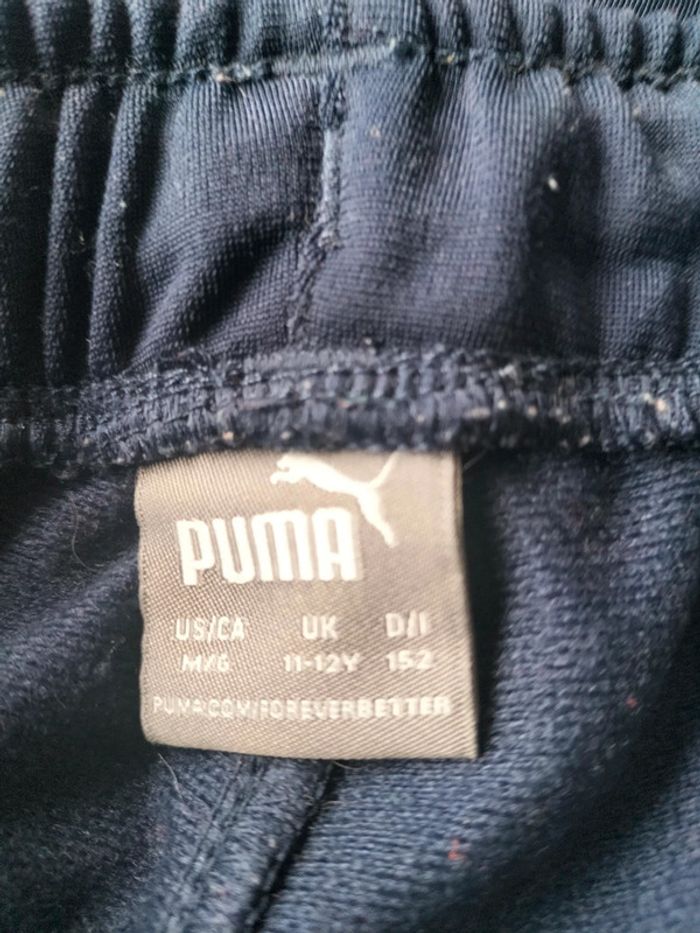 PUMA
US/CA UK D/I
M/G 11-12Y 152
PUMA.COM/FOREVERBETTER